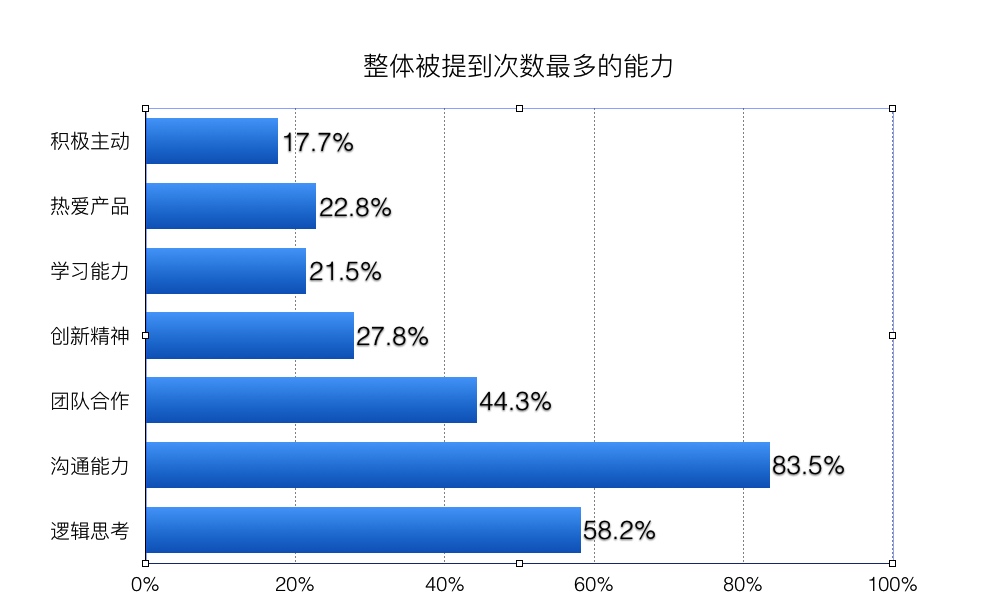 整体被提到次数最多的能力
积极主动 17.7%
热爱产品 22.8%
学习能力 21.5%
创新精神 27.8%
团队合作 44.3%
沟通能力 83.5%
逻辑思考 58.2%
0% 20% 40% 60% 80% 100%